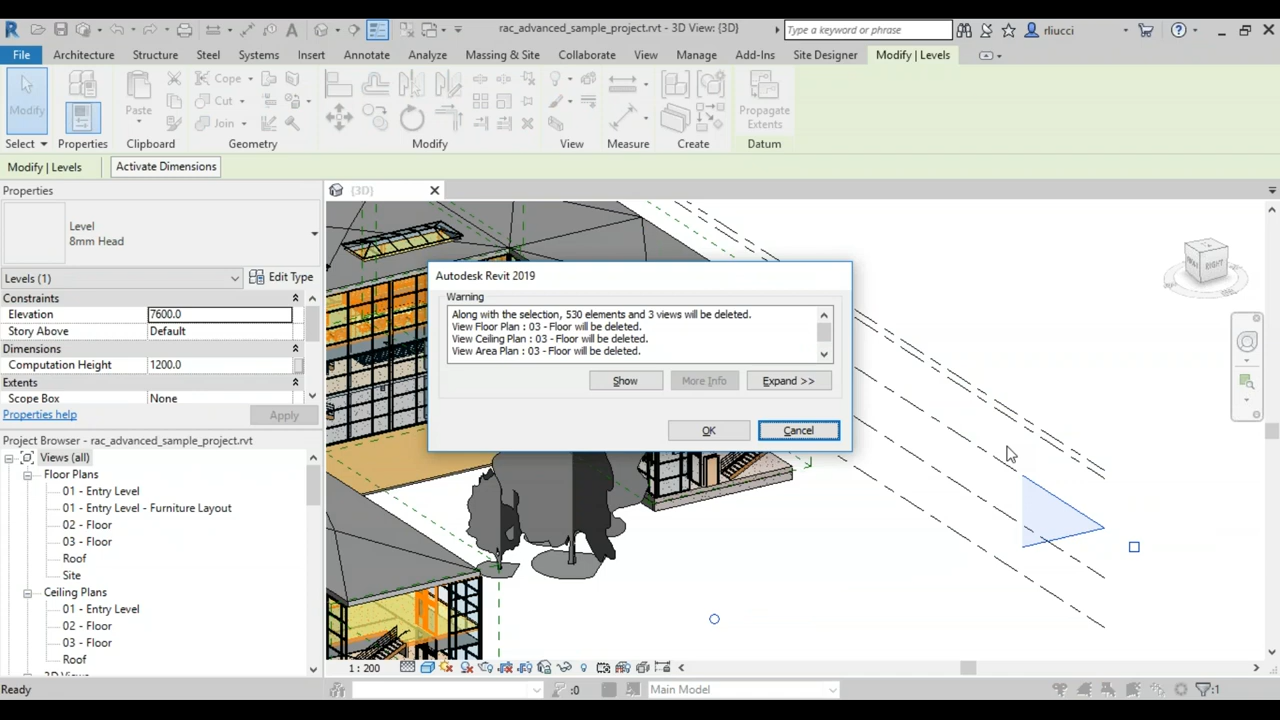 rac_advanced_sample_project.rvt - 3D View: {3D}
Type a keyword or phrase
rliucci
File
Architecture
Structure
Steel
Systems
Insert
Annotate
Analyze
Massing & Site
Collaborate
View
Manage
Add-Ins
Site Designer
Modify | Levels
Modify
Paste
Cope
Cut
Join
Propagate
Extents
Select
Properties
Clipboard
Geometry
Modify
View
Measure
Create
Datum
Modify | Levels
Activate Dimensions
Properties
{3D}
Level
8mm Head
Levels (1)
Edit Type
Constraints
Elevation 7600.0
Story Above Default
Dimensions
Computation Height 1200.0
Extents
Scope Box None
Properties help
Apply
Project Browser - rac_advanced_sample_project.rvt
Views (all)
Floor Plans
01 - Entry Level
01 - Entry Level - Furniture Layout
02 - Floor
03 - Floor
Roof
Site
Ceiling Plans
01 - Entry Level
02 - Floor
03 - Floor
Roof
Autodesk Revit 2019
Warning
Along with the selection, 530 elements and 3 views will be deleted.
View Floor Plan : 03 - Floor will be deleted.
View Ceiling Plan : 03 - Floor will be deleted.
View Area Plan : 03 - Floor will be deleted.
Show
More Info
Expand >>
OK
Cancel
RIGHT
1 : 200
Ready
:0
Main Model
:1